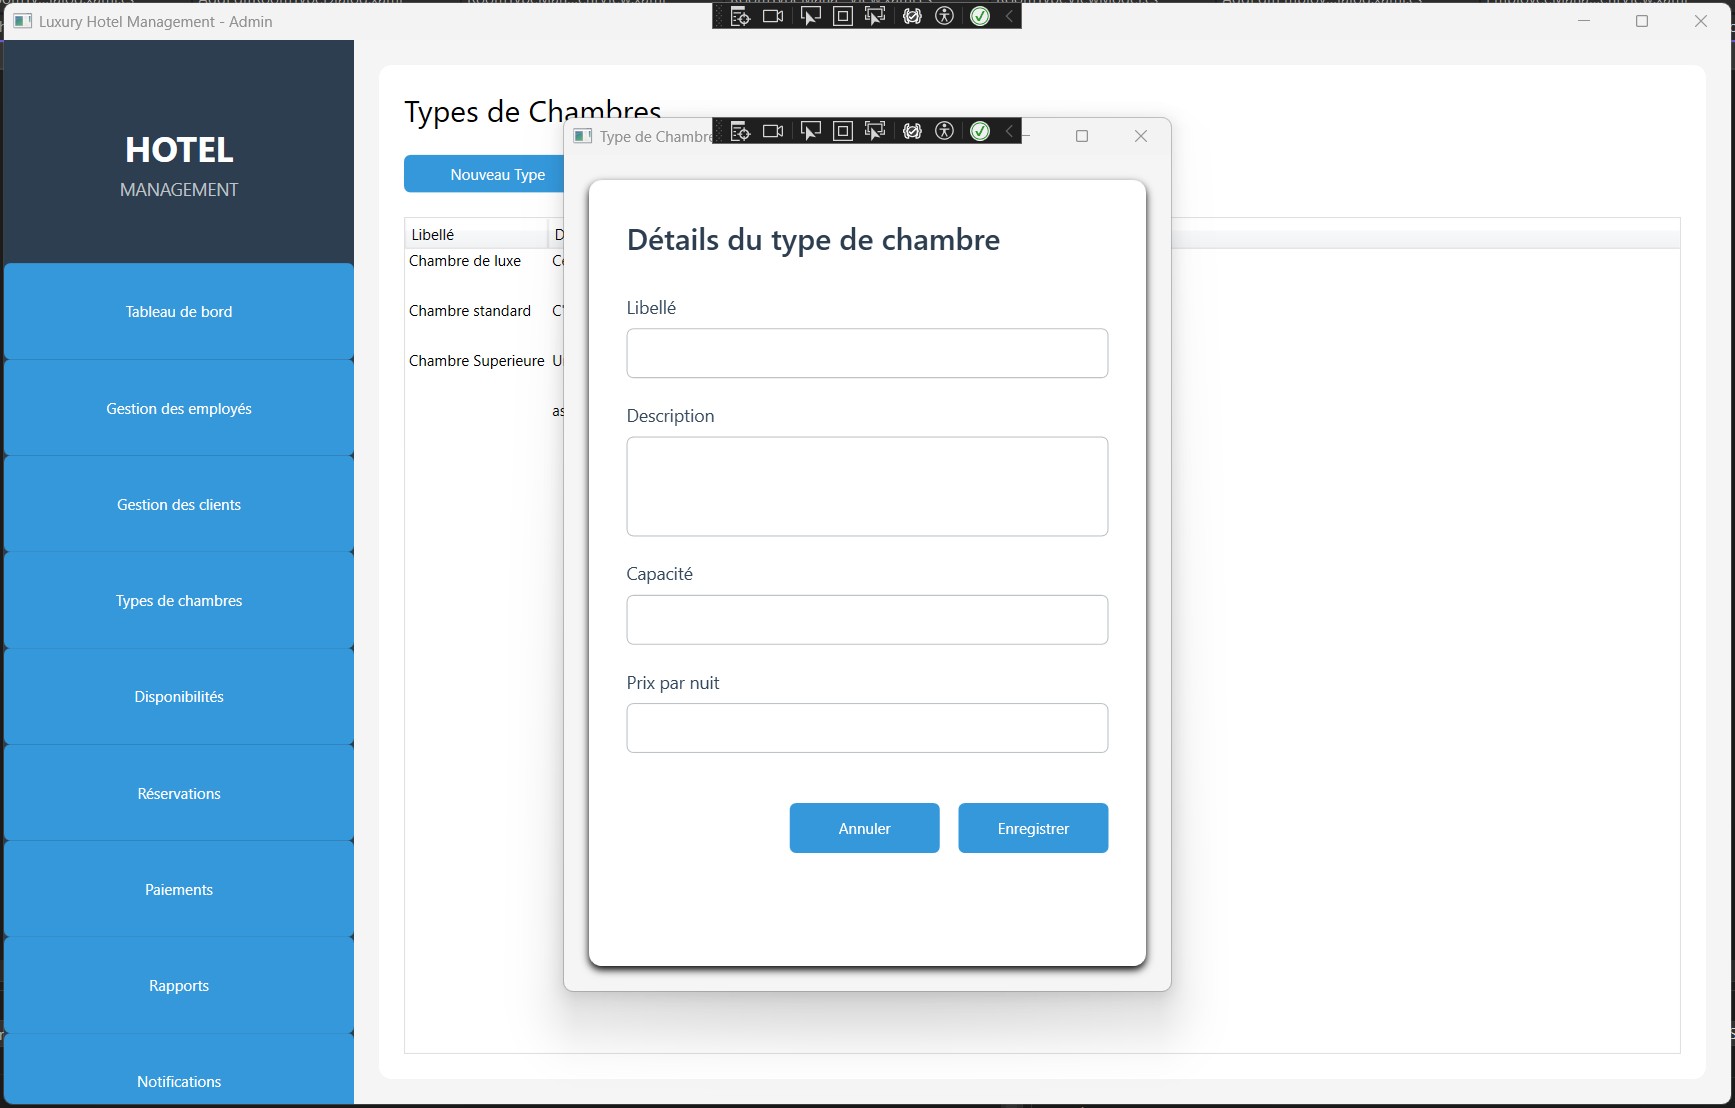 Luxury Hotel Management - Admin
HOTEL
MANAGEMENT
Tableau de bord
Gestion des employés
Gestion des clients
Types de chambres
Disponibilités
Réservations
Paiements
Rapports
Notifications
Types de Chambres
Nouveau Type
Libellé
Chambre de luxe
Chambre standard
Chambre Superieure
Type de Chambre
Détails du type de chambre
Libellé
Description
Capacité
Prix par nuit
Annuler
Enregistrer